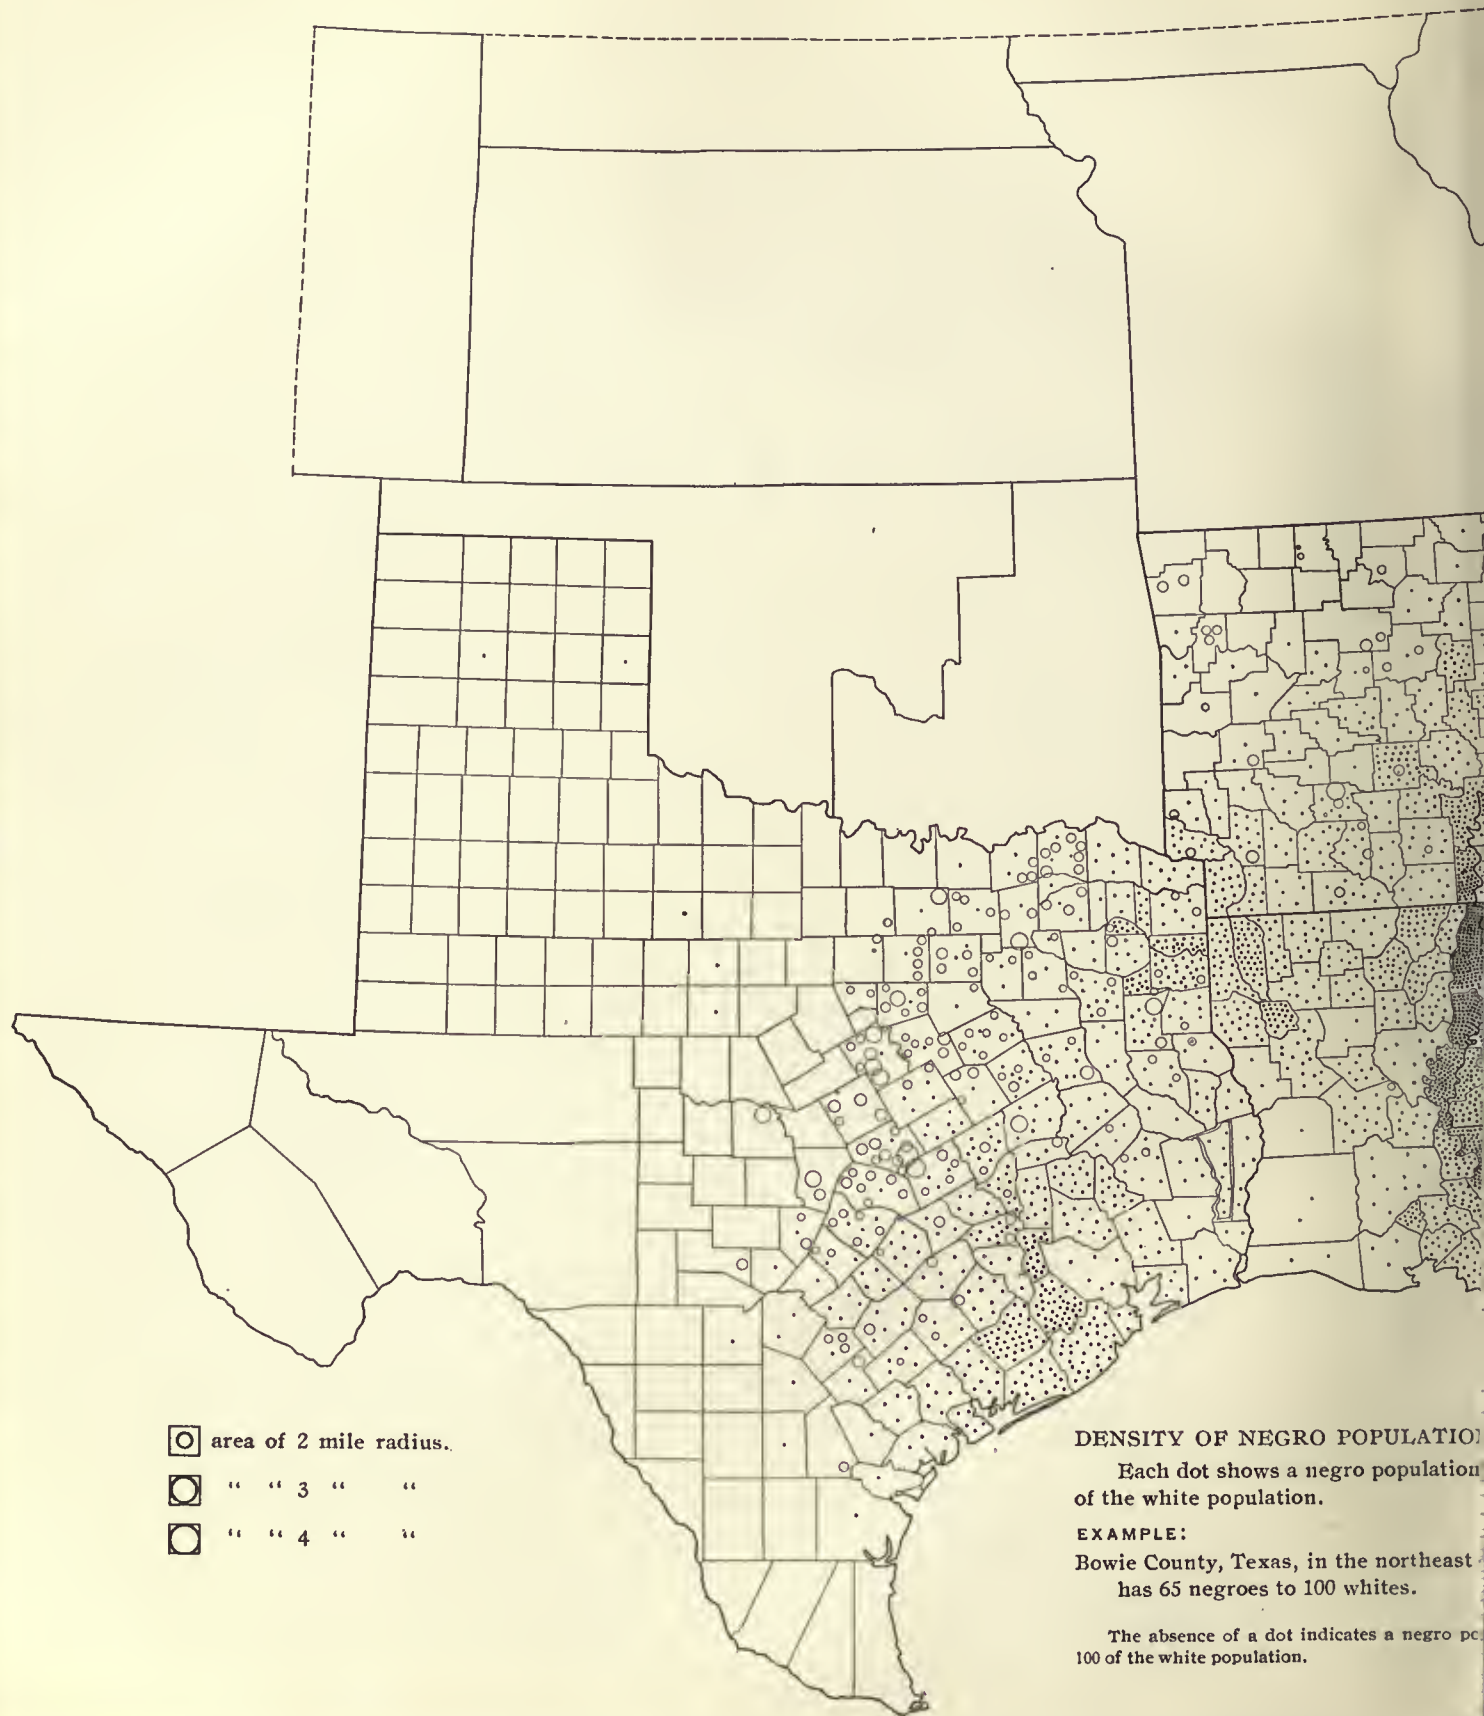 area of 2 mile radius.
“ “ 3 “ “
“ “ 4 “ “
DENSITY OF NEGRO POPULATIO
Each dot shows a negro population
of the white population.
EXAMPLE:
Bowie County, Texas, in the northeast
has 65 negroes to 100 whites.
The absence of a dot indicates a negro
100 of the white population.